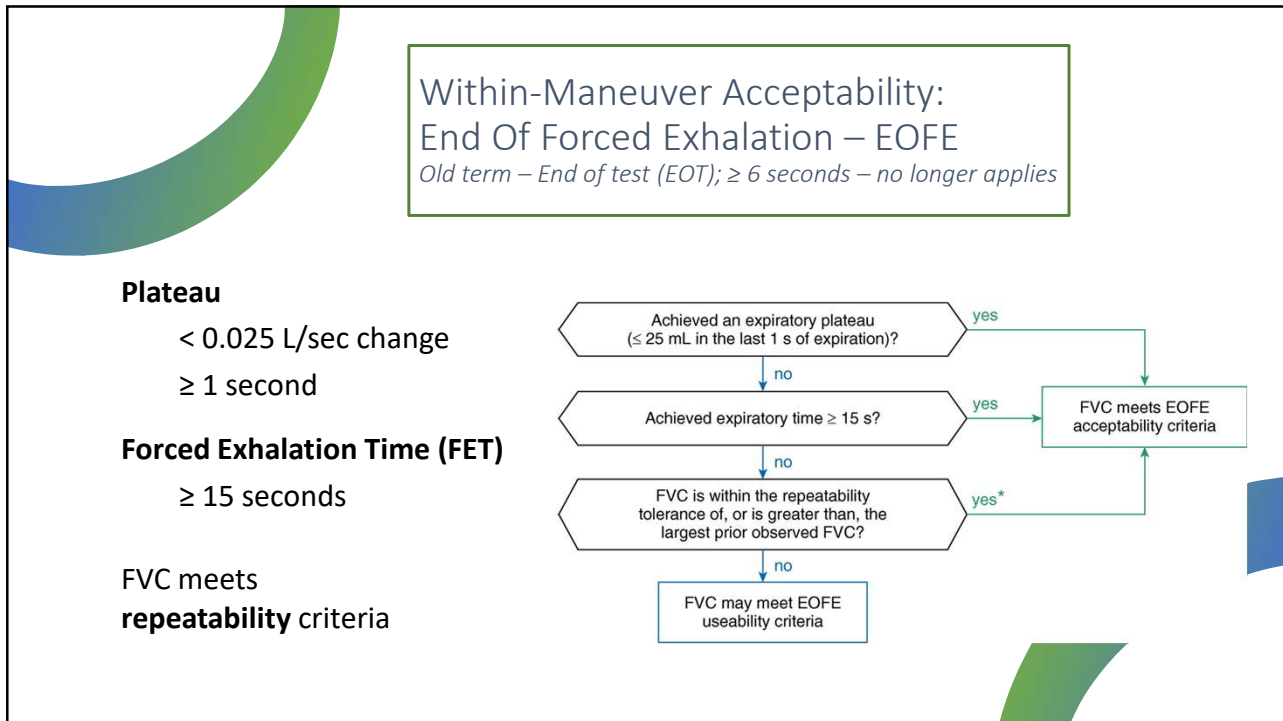 Within-Maneuver Acceptability:
End Of Forced Exhalation – EOFE
Old term – End of test (EOT); ≥ 6 seconds – no longer applies
Plateau
< 0.025 L/sec change
≥ 1 second
Forced Exhalation Time (FET)
≥ 15 seconds
FVC meets
repeatability criteria
Achieved an expiratory plateau
(≤ 25 mL in the last 1 s of expiration)?
yes
no
Achieved expiratory time ≥ 15 s?
yes
FVC meets EOFE
acceptability criteria
no
FVC is within the repeatability
tolerance of, or is greater than, the
largest prior observed FVC?
yes*
no
FVC may meet EOFE
useability criteria